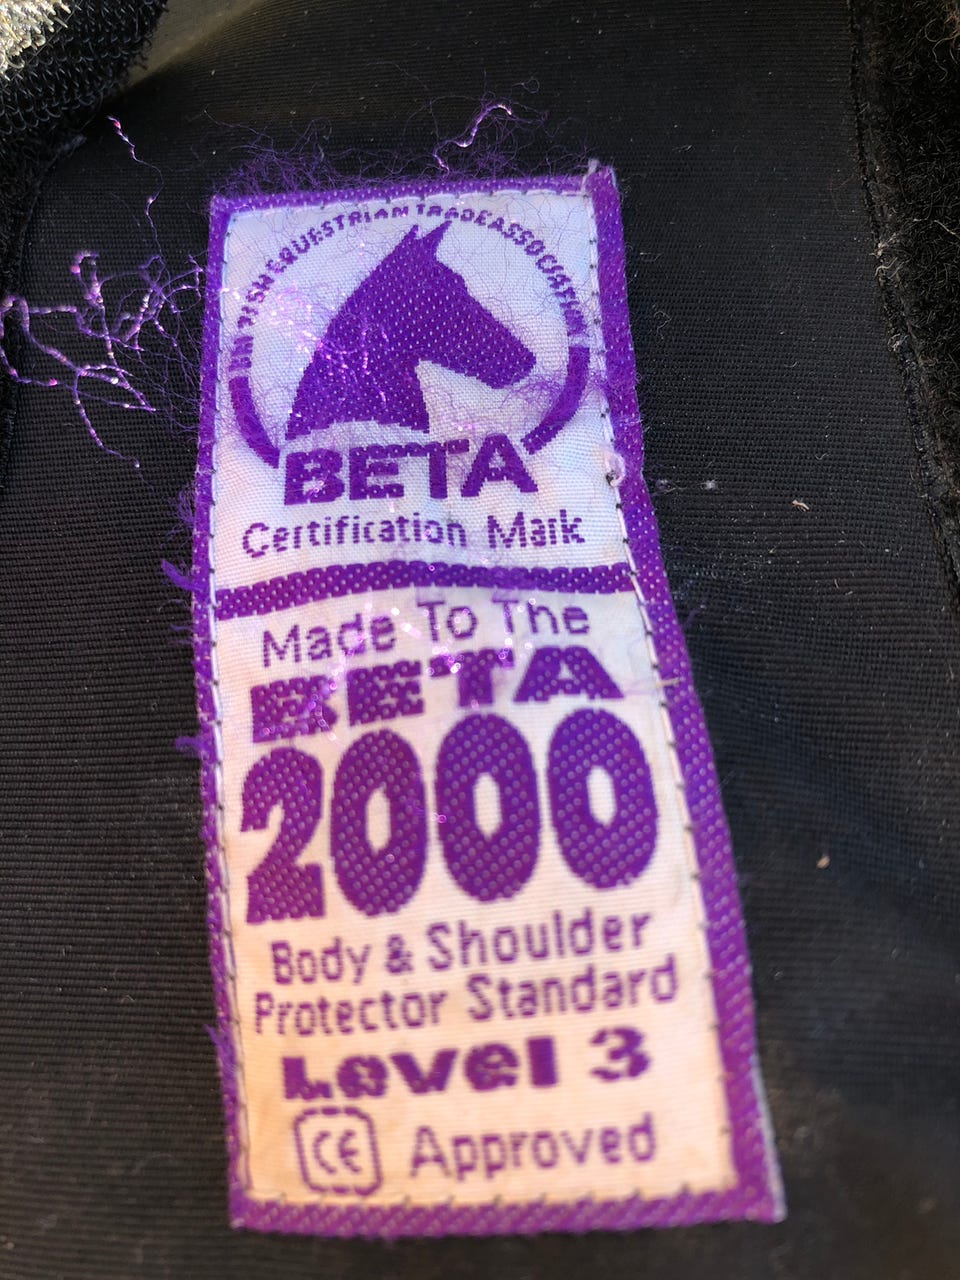 BRITISH EQUESTRIAN TRADE ASSOCIATION
BETA
Certification Mark
Made To The
BETA
2000
Body & Shoulder
Protector Standard
Level 3
CE Approved